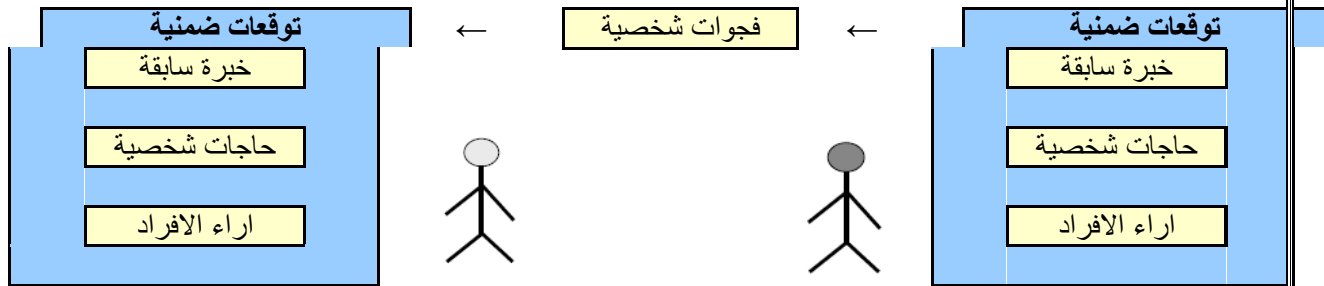 توقعات ضمنية ← فجوات شخصية ← توقعات ضمنية
خبرة سابقة خبرة سابقة
حاجات شخصية حاجات شخصية
اراء الافراد اراء الافراد